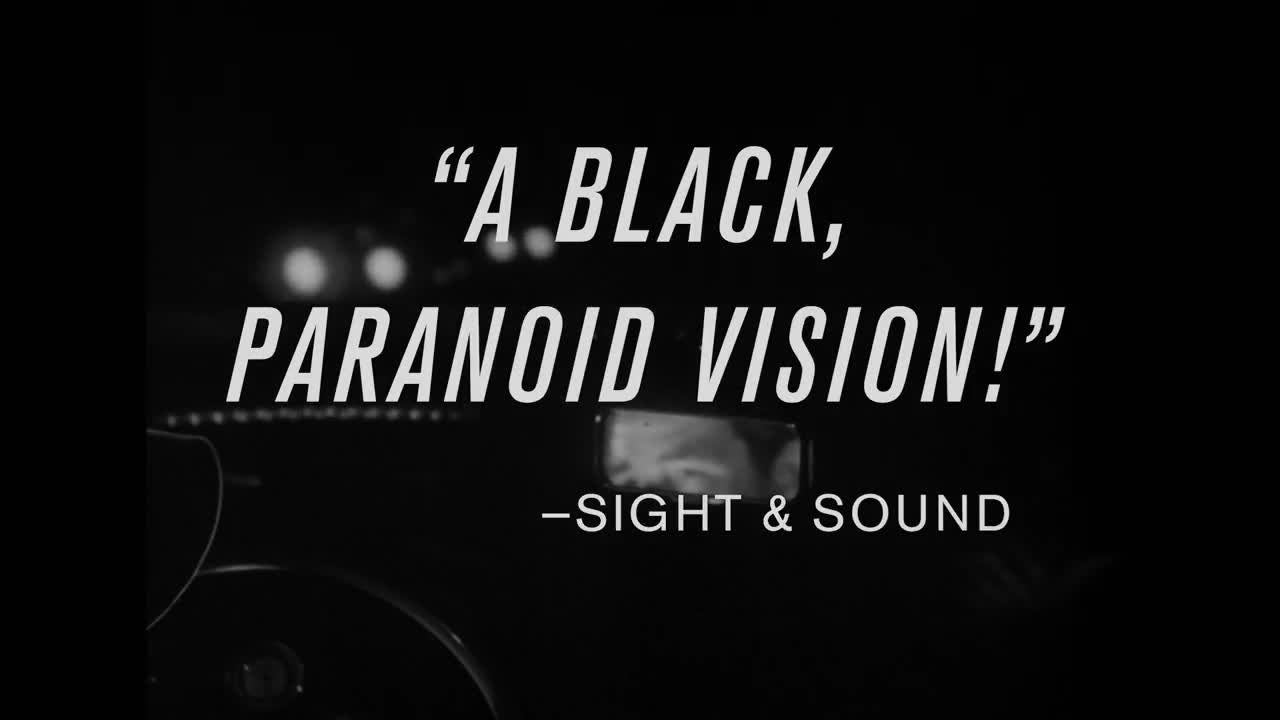 “A BLACK,
PARANOID VISION!”
–SIGHT & SOUND